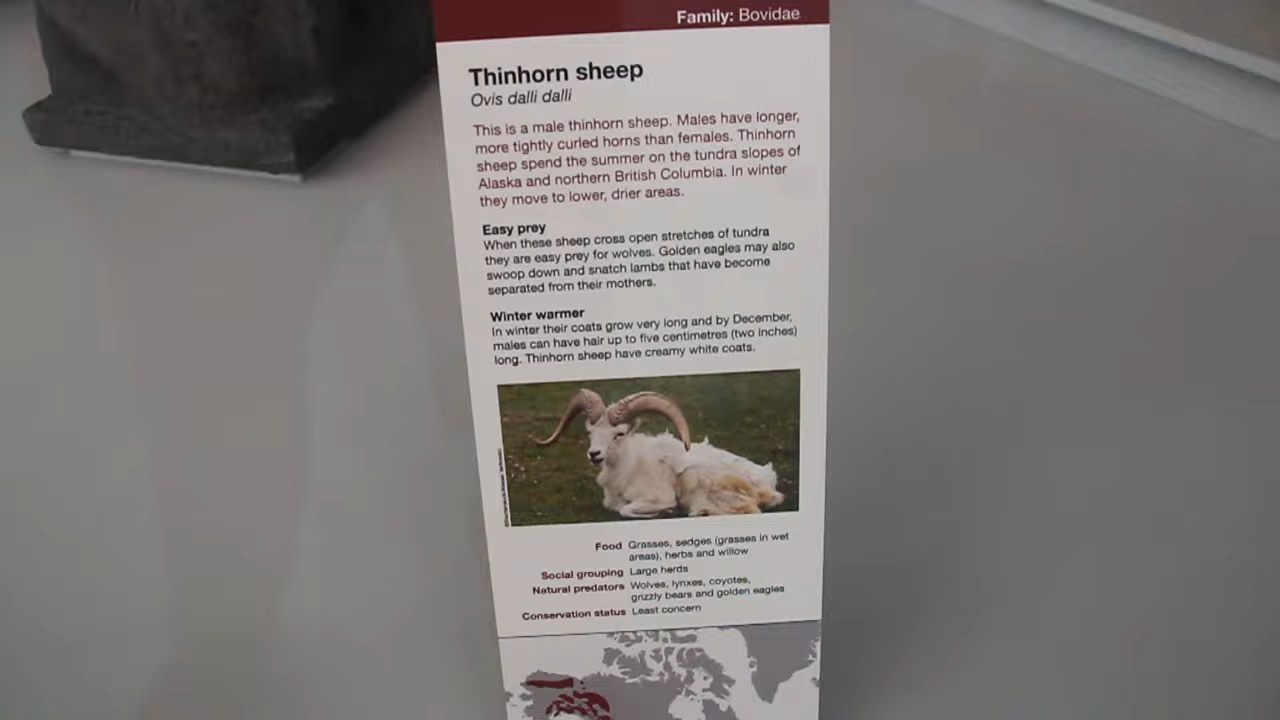 Family: Bovidae
Thinhorn sheep
Ovis dalli dalli
This is a male thinhorn sheep. Males have longer,
more tightly curled horns than females. Thinhorn
sheep spend the summer on the tundra slopes of
Alaska and northern British Columbia. In winter
they move to lower, drier areas.
Easy prey
When these sheep cross open stretches of tundra
they are easy prey for wolves. Golden eagles may also
swoop down and snatch lambs that have become
separated from their mothers.
Winter warmer
In winter their coats grow very long and by December,
males can have hair up to five centimetres (two inches)
long. Thinhorn sheep have creamy white coats.
Food Grasses, sedges (grasses in wet
areas), herbs and willow
Social grouping Large herds
Natural predators Wolves, lynxes, coyotes,
grizzly bears and golden eagles
Conservation status Least concern